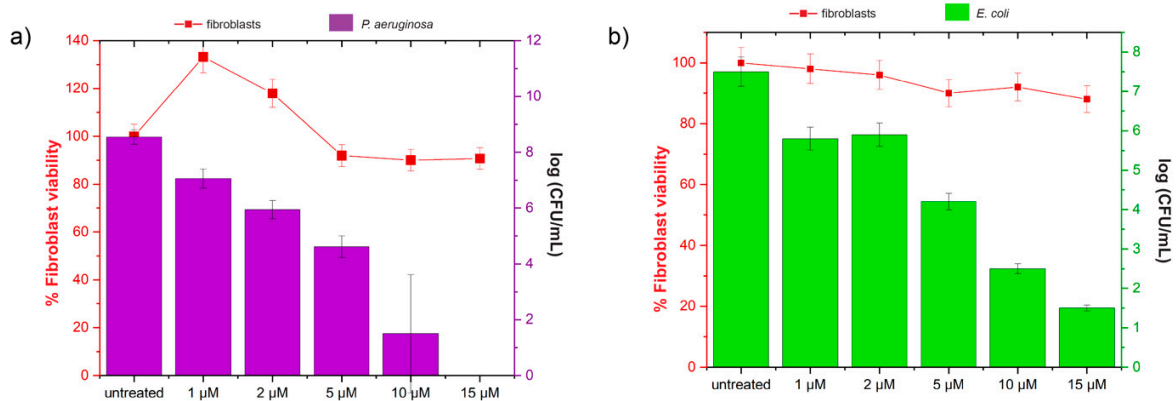 a)
fibroblasts
P. aeruginosa
% Fibroblast viability
140
120
100
80
60
40
20
0
12
10
8
6
4
2
0
log (CFU/mL)
untreated 1 μM 2 μM 5 μM 10 μM 15 μM
b)
fibroblasts
E. coli
% Fibroblast viability
100
80
60
40
20
0
8
7
6
5
4
3
2
1
0
log (CFU/mL)
untreated 1 μM 2 μM 5 μM 10 μM 15 μM